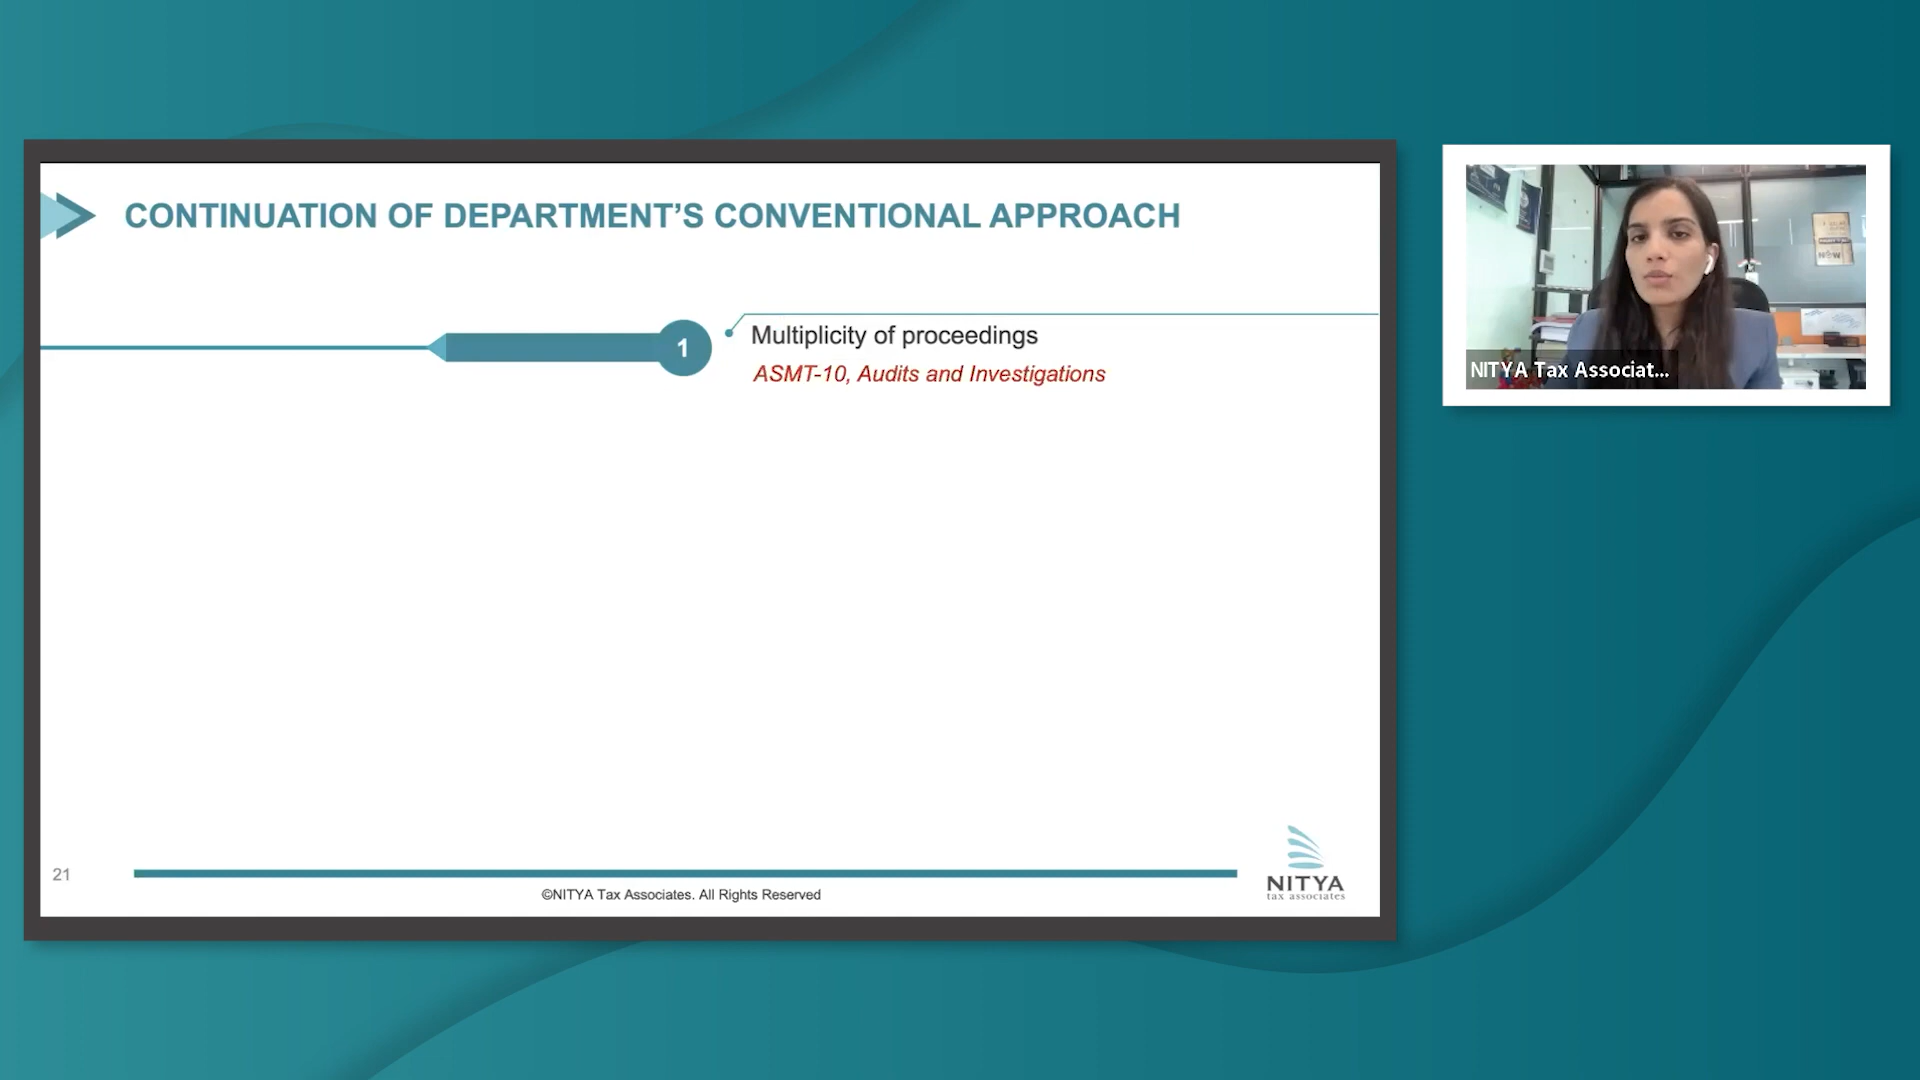 CONTINUATION OF DEPARTMENT'S CONVENTIONAL APPROACH
1
Multiplicity of proceedings
ASMT-10, Audits and Investigations
21
©NITYA Tax Associates. All Rights Reserved
NITYA
tax associates
NITYA Tax Associat...